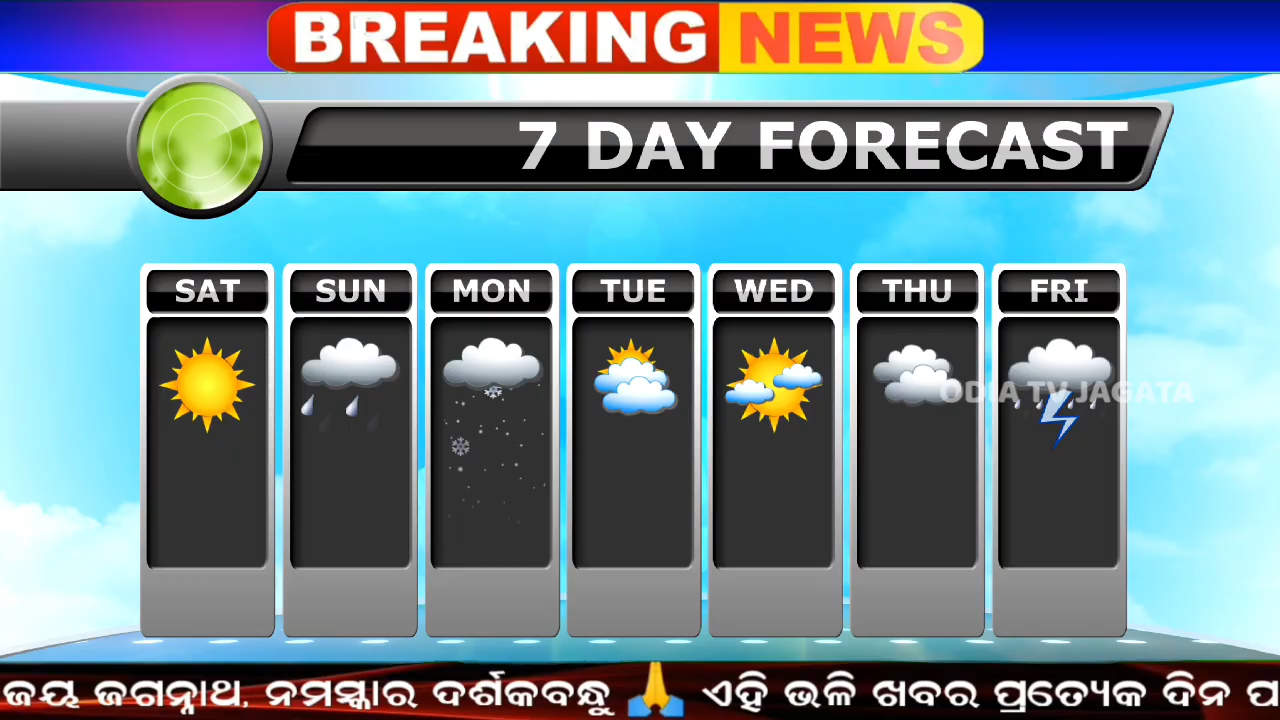 BREAKING NEWS
7 DAY FORECAST
SAT SUN MON TUE WED THU FRI
ODIA TV JAGATA
ଜୟ ଜଗନ୍ନାଥ, ନମସ୍କାର ଦର୍ଶକବନ୍ଧୁ 🙏 ଏହି ଭଳି ଖବର ପ୍ରତ୍ୟେକ ଦିନ ପ